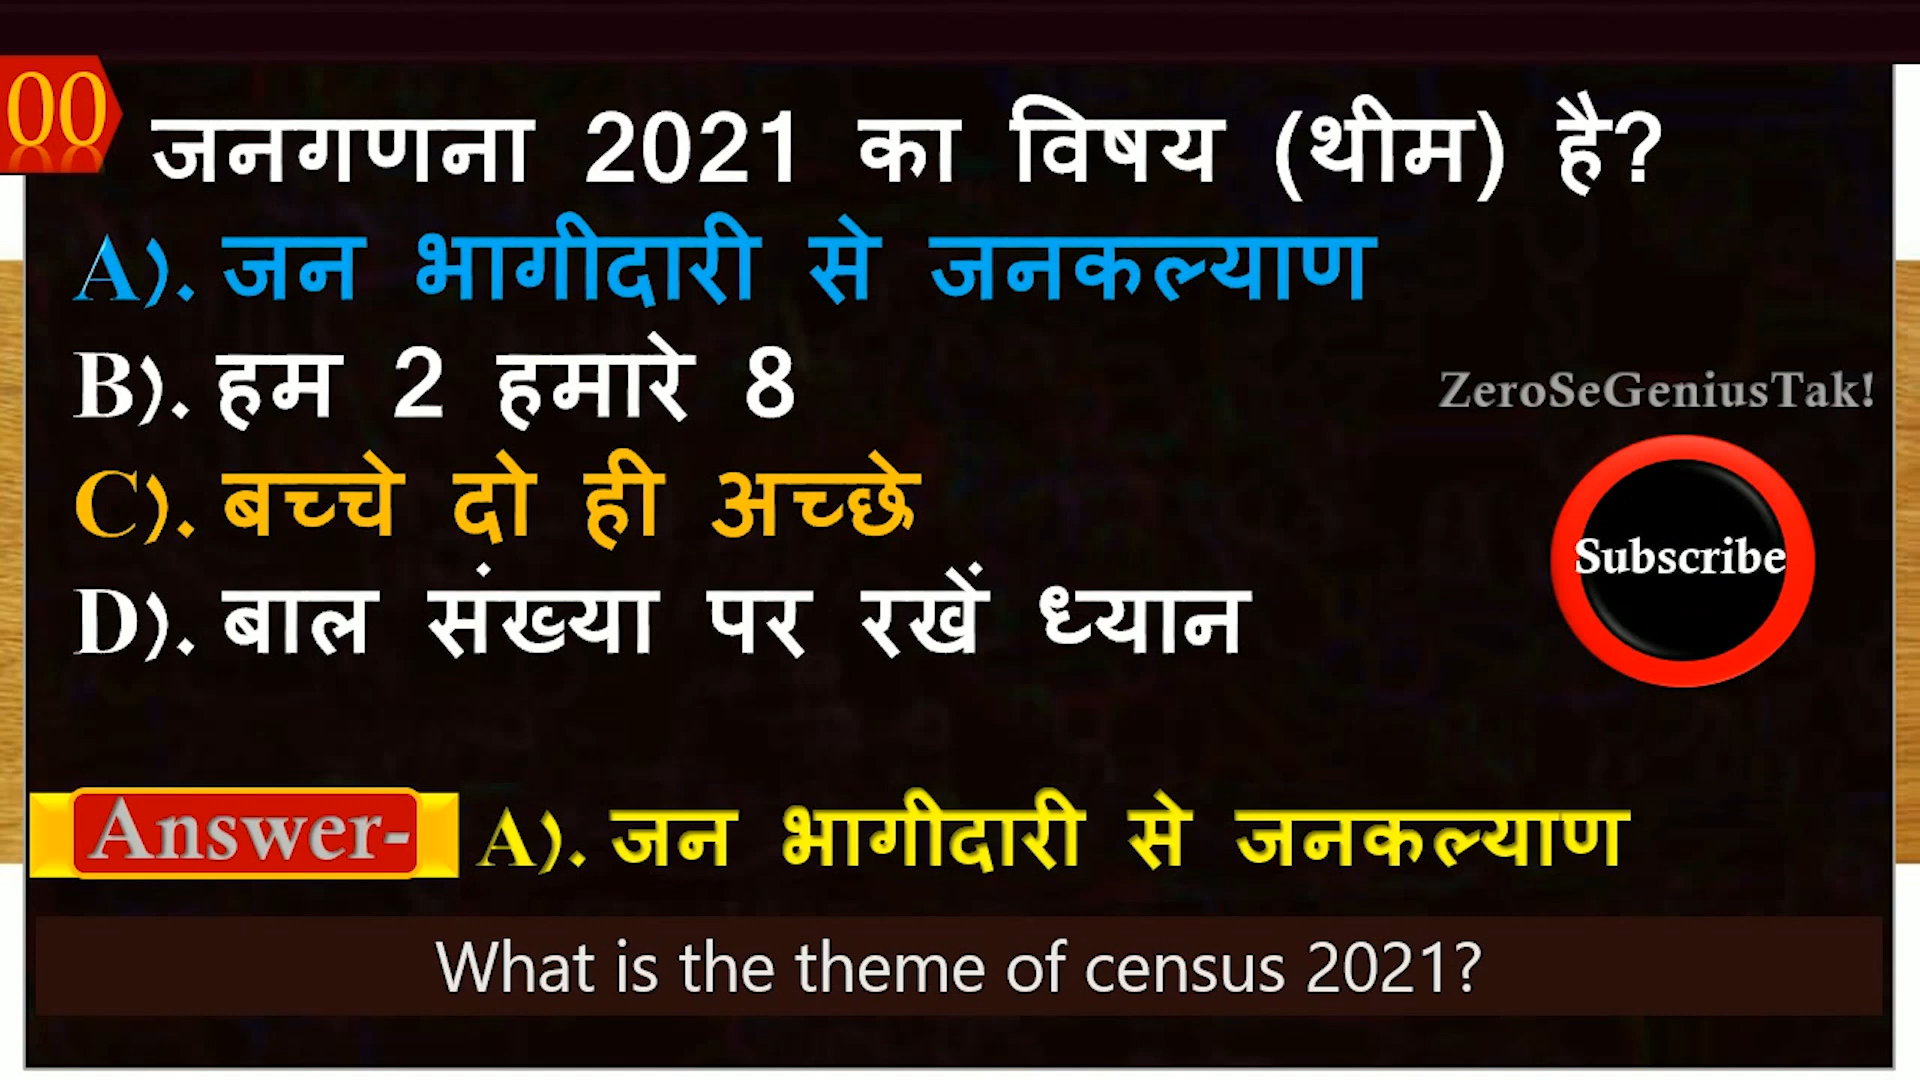 00
जनगणना 2021 का विषय (थीम) है?
A). जन भागीदारी से जनकल्याण
B). हम 2 हमारे 8
C). बच्चे दो ही अच्छे
D). बाल संख्या पर रखें ध्यान
ZeroSeGeniusTak!
Subscribe
Answer- A). जन भागीदारी से जनकल्याण
What is the theme of census 2021?